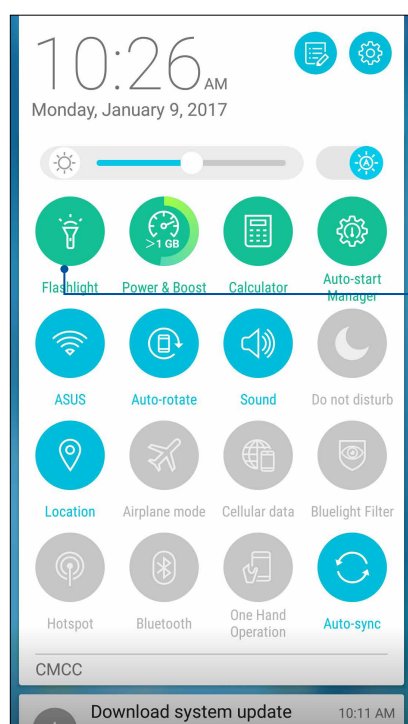 10:26 AM
Monday, January 9, 2017
A
>1 GB
Flashlight Power & Boost Calculator Auto-start
Manager
ASUS Auto-rotate Sound Do not disturb
Location Airplane mode Cellular data Bluelight Filter
Hotspot Bluetooth One Hand
Operation Auto-sync
CMCC
Download system update 10:11 AM